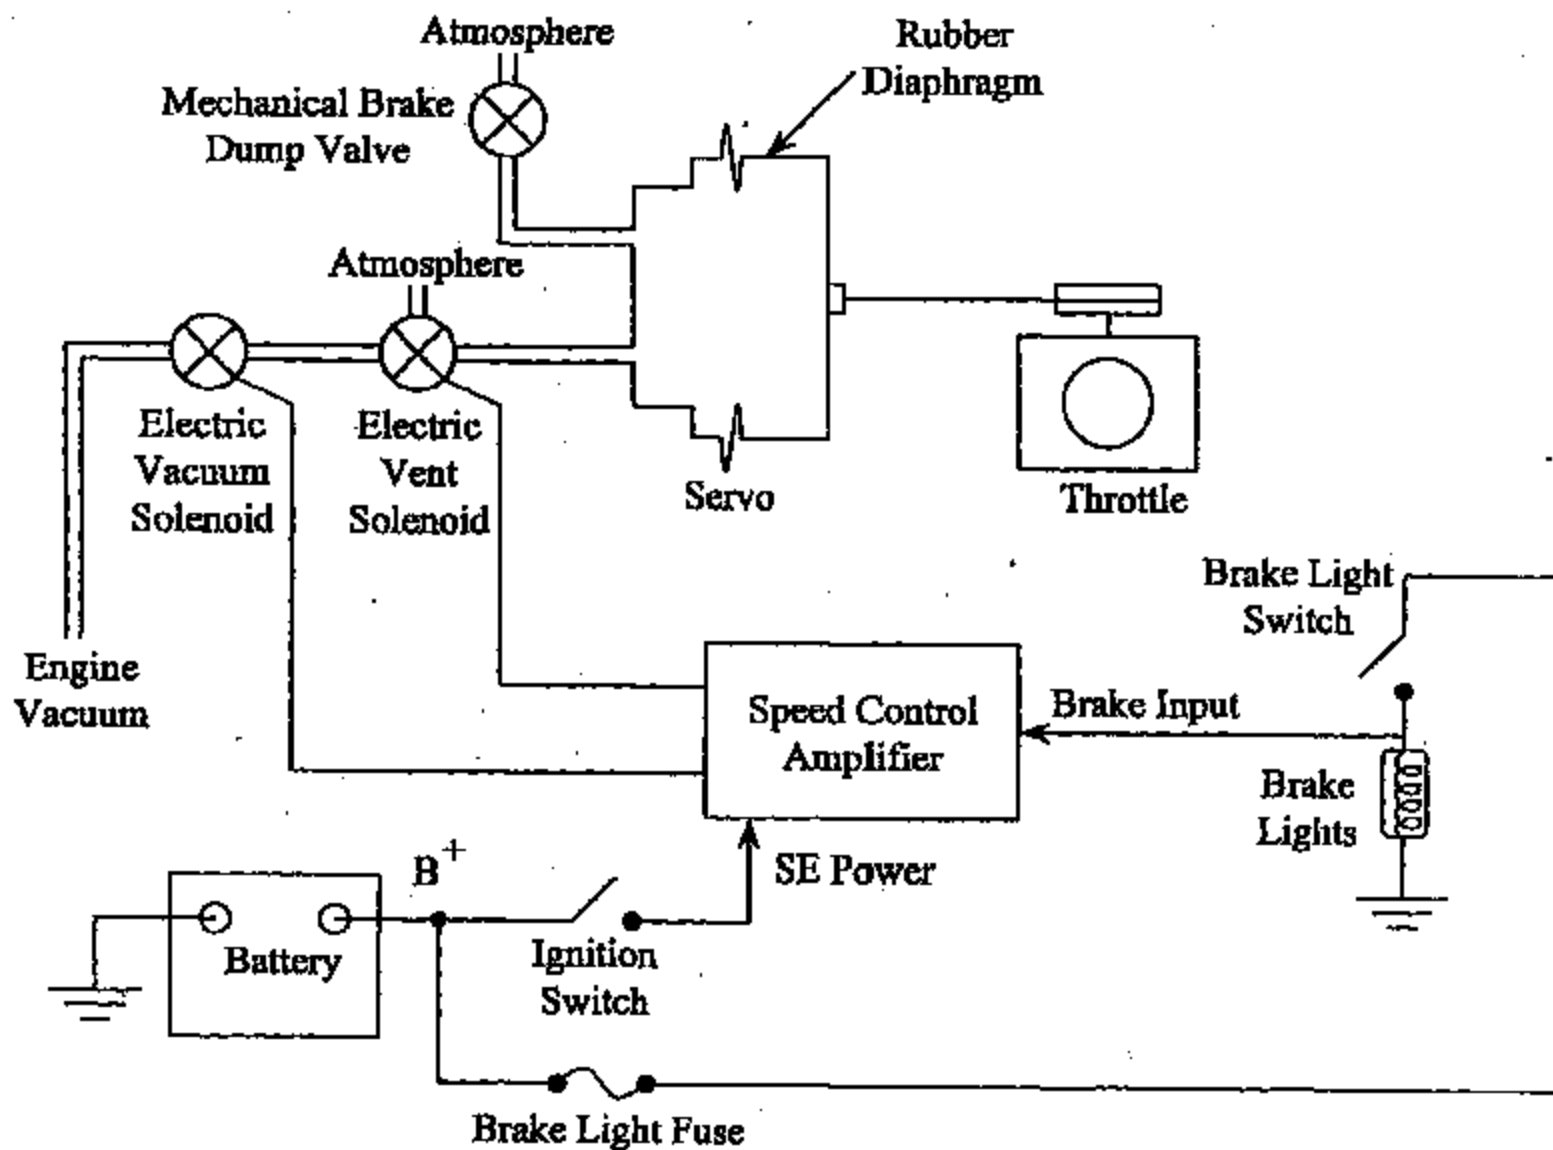 Atmosphere
Mechanical Brake
Dump Valve
Rubber
Diaphragm
Atmosphere
Electric
Vacuum
Solenoid
Electric
Vent
Solenoid
Servo
Throttle
Engine
Vacuum
Brake Light
Switch
Speed Control
Amplifier
Brake Input
Brake
Lights
SE Power
B+
Battery
Ignition
Switch
Brake Light Fuse